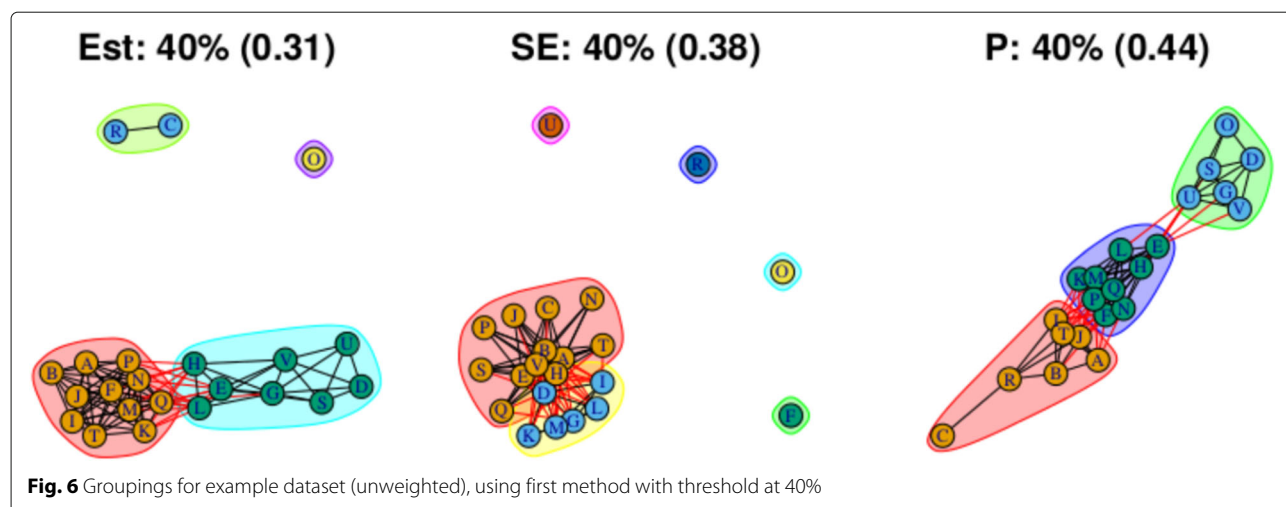 Est: 40% (0.31)
SE: 40% (0.38)
P: 40% (0.44)
R C
O
B A P
J F N
I M Q
T K
H V U
E G D
L S
U
R
O
F
P J C N
S B A T
E V H
Q D I
K M G L
O
S D
U G V
L E
K M H
P Q
F N
I T J
R B A
C
Fig. 6 Groupings for example dataset (unweighted), using first method with threshold at 40%